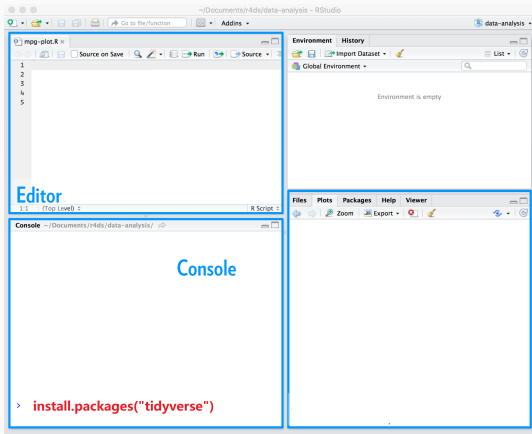 ~/Documents/r4ds/data-analysis - RStudio
Go to file/function
Addins
data-analysis
mpg-plot.R
Source on Save
Run
Source
1
2
3
4
5
Editor
1:1 (Top Level)
R Script
Console ~/Documents/r4ds/data-analysis/
Console
> install.packages("tidyverse")
Environment History
Import Dataset
List
Global Environment
Environment is empty
Files Plots Packages Help Viewer
Zoom Export